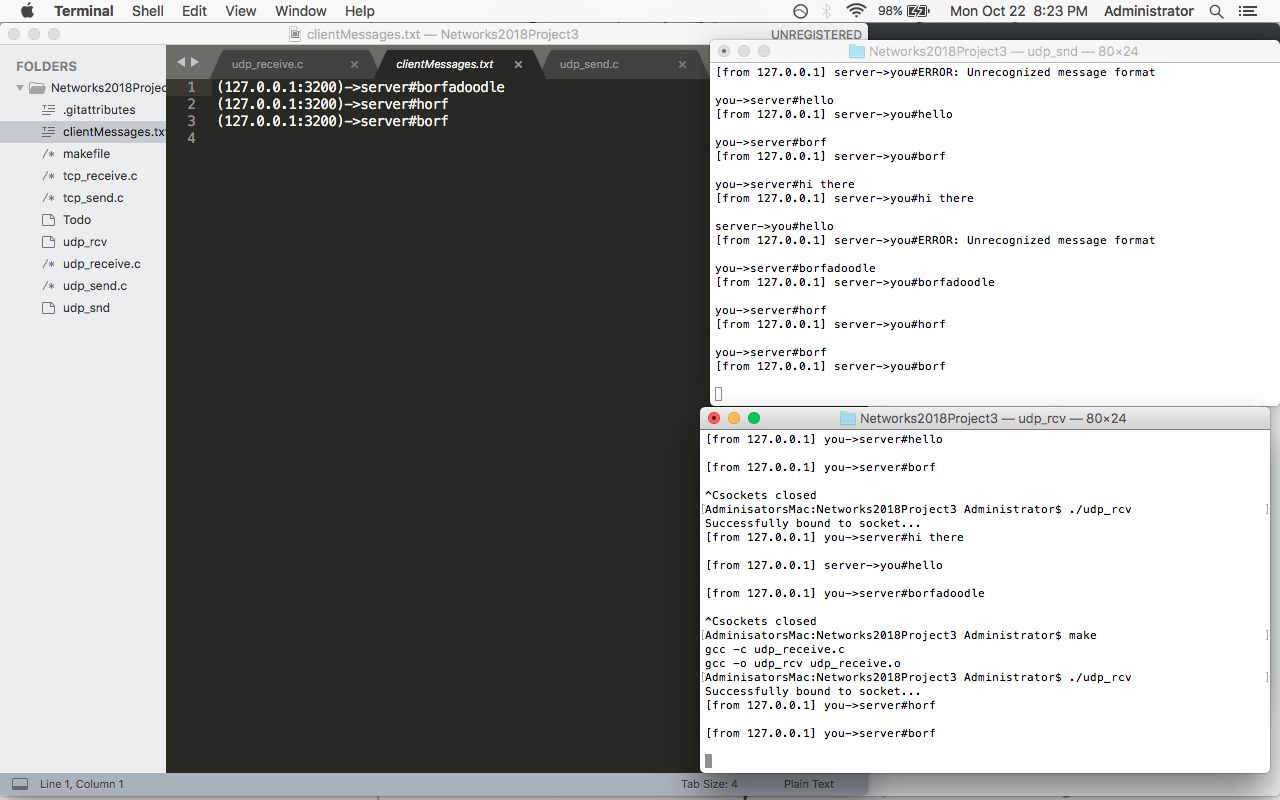 Terminal Shell Edit View Window Help 98% Mon Oct 22 8:23 PM Administrator
clientMessages.txt — Networks2018Project3 UNREGISTERED
FOLDERS
Networks2018Projec
.gitattributes
clientMessages.txt
makefile
tcp_receive.c
tcp_send.c
Todo
udp_rcv
udp_receive.c
udp_send.c
udp_snd
udp_receive.c × clientMessages.txt × udp_send.c ×
1 (127.0.0.1:3200)->server#borfadoodle
2 (127.0.0.1:3200)->server#horf
3 (127.0.0.1:3200)->server#borf
4
Networks2018Project3 — udp_snd — 80×24
[from 127.0.0.1] server->you#ERROR: Unrecognized message format
you->server#hello
[from 127.0.0.1] server->you#hello
you->server#borf
[from 127.0.0.1] server->you#borf
you->server#hi there
[from 127.0.0.1] server->you#hi there
server->you#hello
[from 127.0.0.1] server->you#ERROR: Unrecognized message format
you->server#borfadoodle
[from 127.0.0.1] server->you#borfadoodle
you->server#horf
[from 127.0.0.1] server->you#horf
you->server#borf
[from 127.0.0.1] server->you#borf
Networks2018Project3 — udp_rcv — 80×24
[from 127.0.0.1] you->server#hello
[from 127.0.0.1] you->server#borf
^Csockets closed
[AdminisatorsMac:Networks2018Project3 Administrator$ ./udp_rcv ]
Successfully bound to socket...
[from 127.0.0.1] you->server#hi there
[from 127.0.0.1] server->you#hello
[from 127.0.0.1] you->server#borfadoodle
^Csockets closed
[AdminisatorsMac:Networks2018Project3 Administrator$ make ]
gcc -c udp_receive.c
gcc -o udp_rcv udp_receive.o
[AdminisatorsMac:Networks2018Project3 Administrator$ ./udp_rcv ]
Successfully bound to socket...
[from 127.0.0.1] you->server#horf
[from 127.0.0.1] you->server#borf
Line 1, Column 1 Tab Size: 4 Plain Text